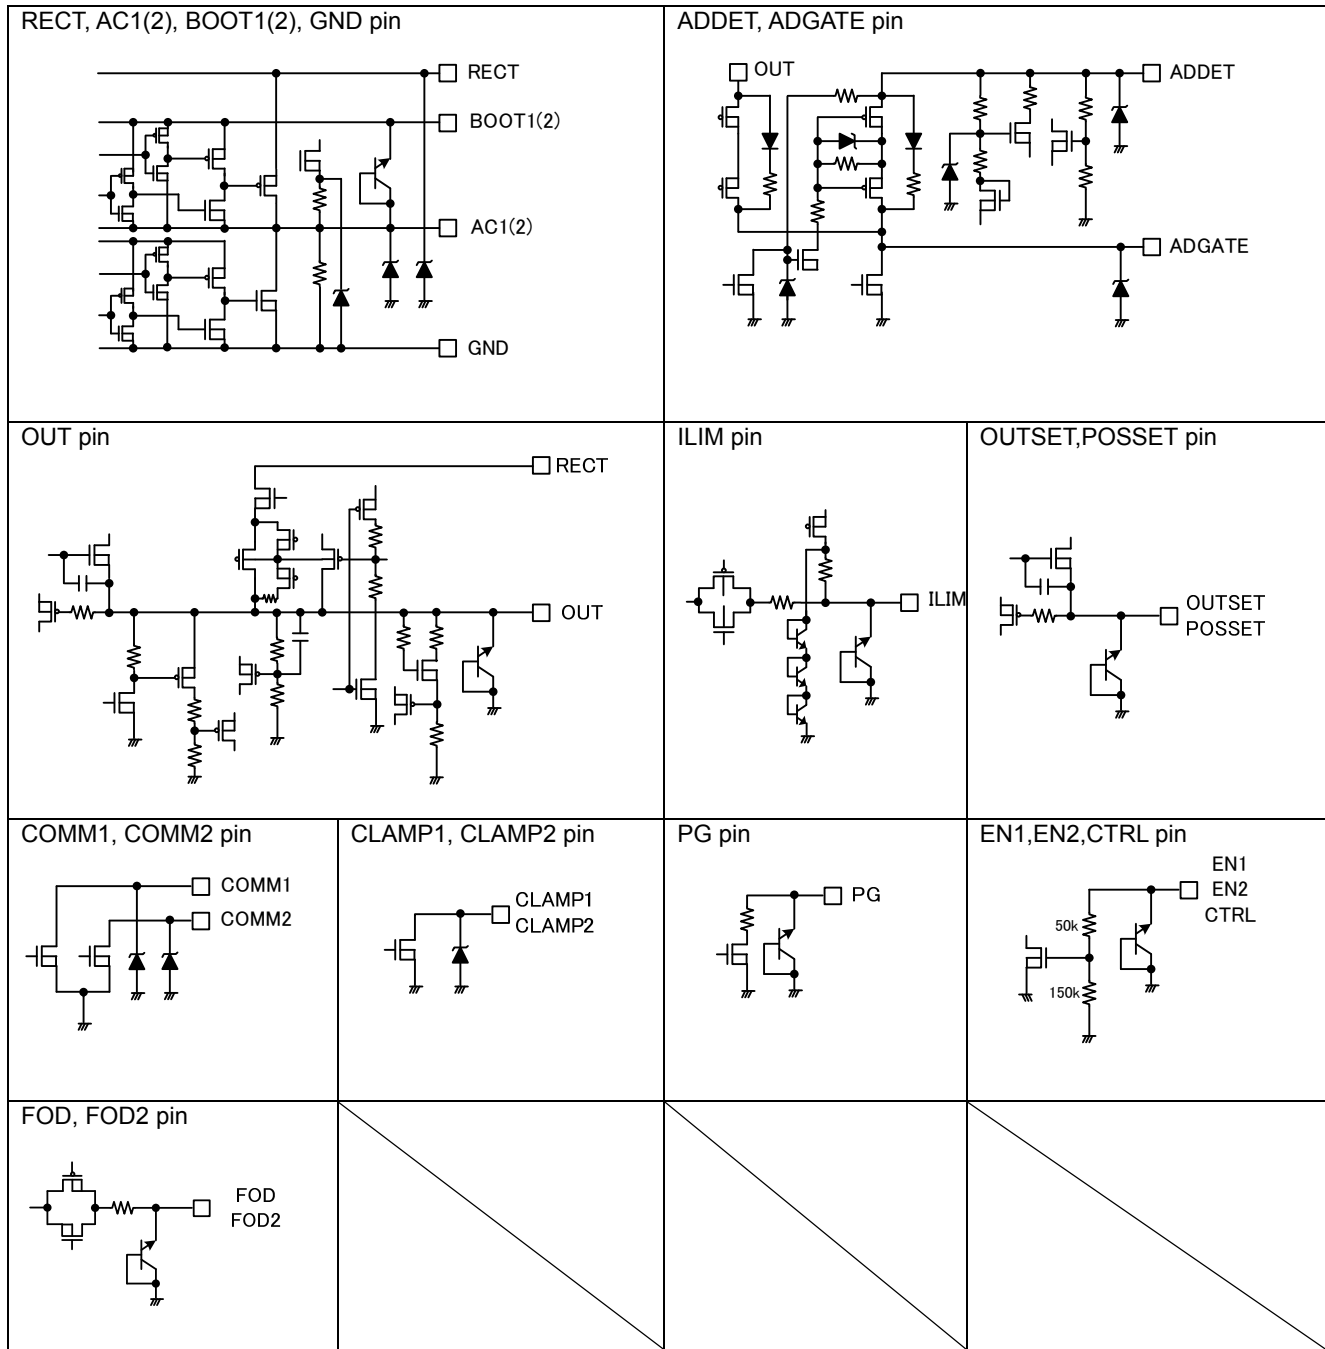 RECT, AC1(2), BOOT1(2), GND pin
RECT
BOOT1(2)
AC1(2)
GND
ADDET, ADGATE pin
OUT
ADDET
ADGATE
OUT pin
RECT
OUT
ILIM pin
ILIM
OUTSET,POSSET pin
OUTSET
POSSET
COMM1, COMM2 pin
COMM1
COMM2
CLAMP1, CLAMP2 pin
CLAMP1
CLAMP2
PG pin
PG
EN1,EN2,CTRL pin
EN1
EN2
CTRL
50k
150k
FOD, FOD2 pin
FOD
FOD2